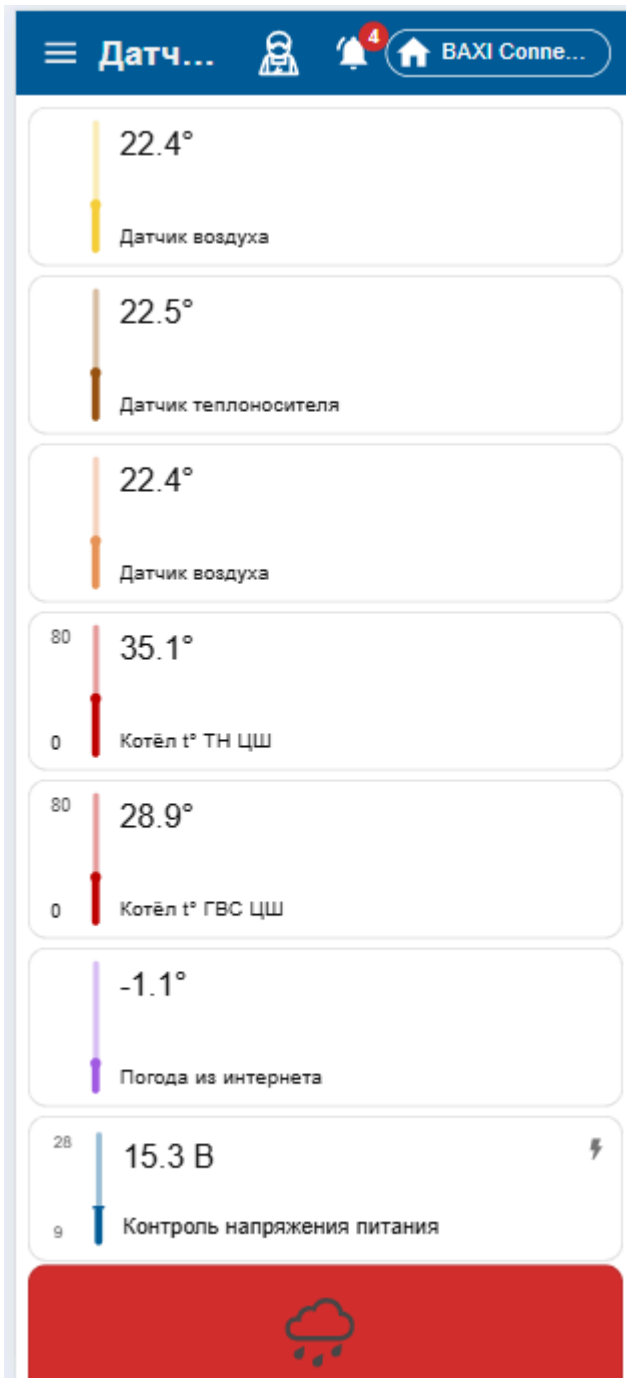 Датч... 4 BAXI Conne...
22.4°
Датчик воздуха
22.5°
Датчик теплоносителя
22.4°
Датчик воздуха
80
35.1°
0 Котёл t° ТН ЦШ
80
28.9°
0 Котёл t° ГВС ЦШ
-1.1°
Погода из интернета
28
15.3 В
9 Контроль напряжения питания